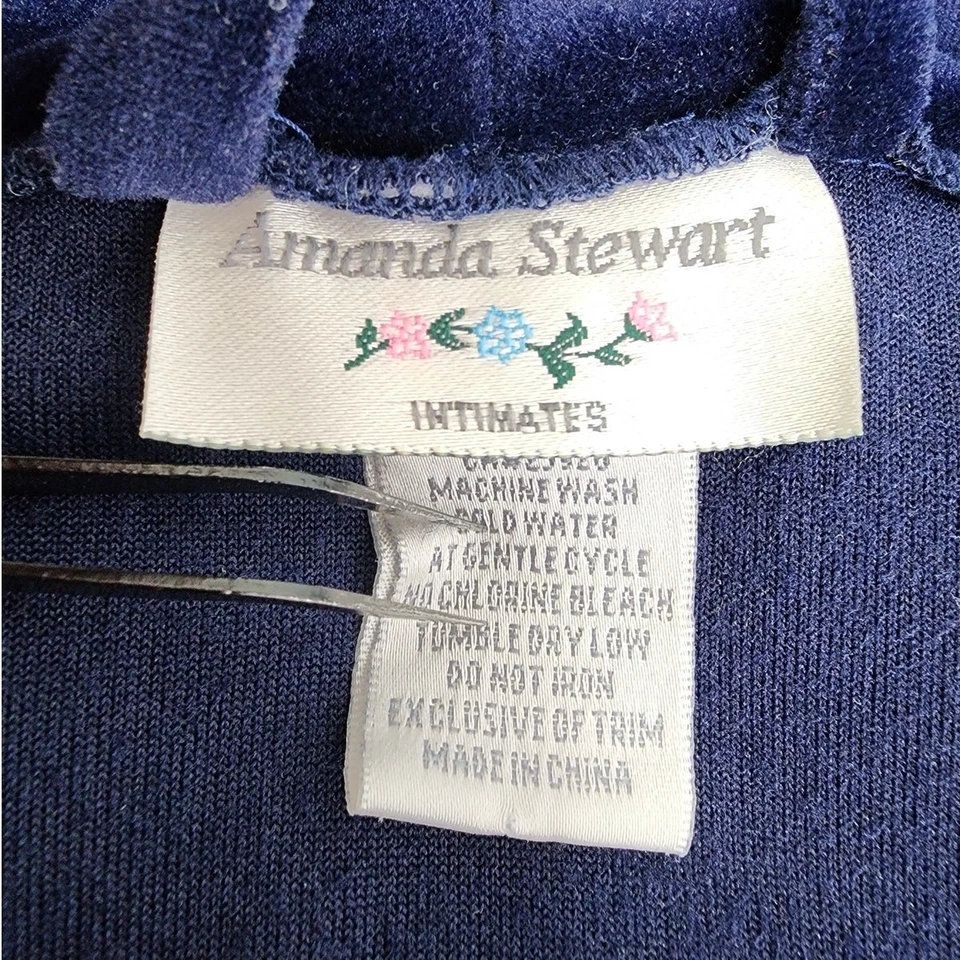 Amanda Stewart
INTIMATES
MACHINE WASH
COLD WATER
AT GENTLE CYCLE
NO CHLORINE BLEACH
TUMBLE DRY LOW
DO NOT IRON
EXCLUSIVE OF TRIM
MADE IN CHINA